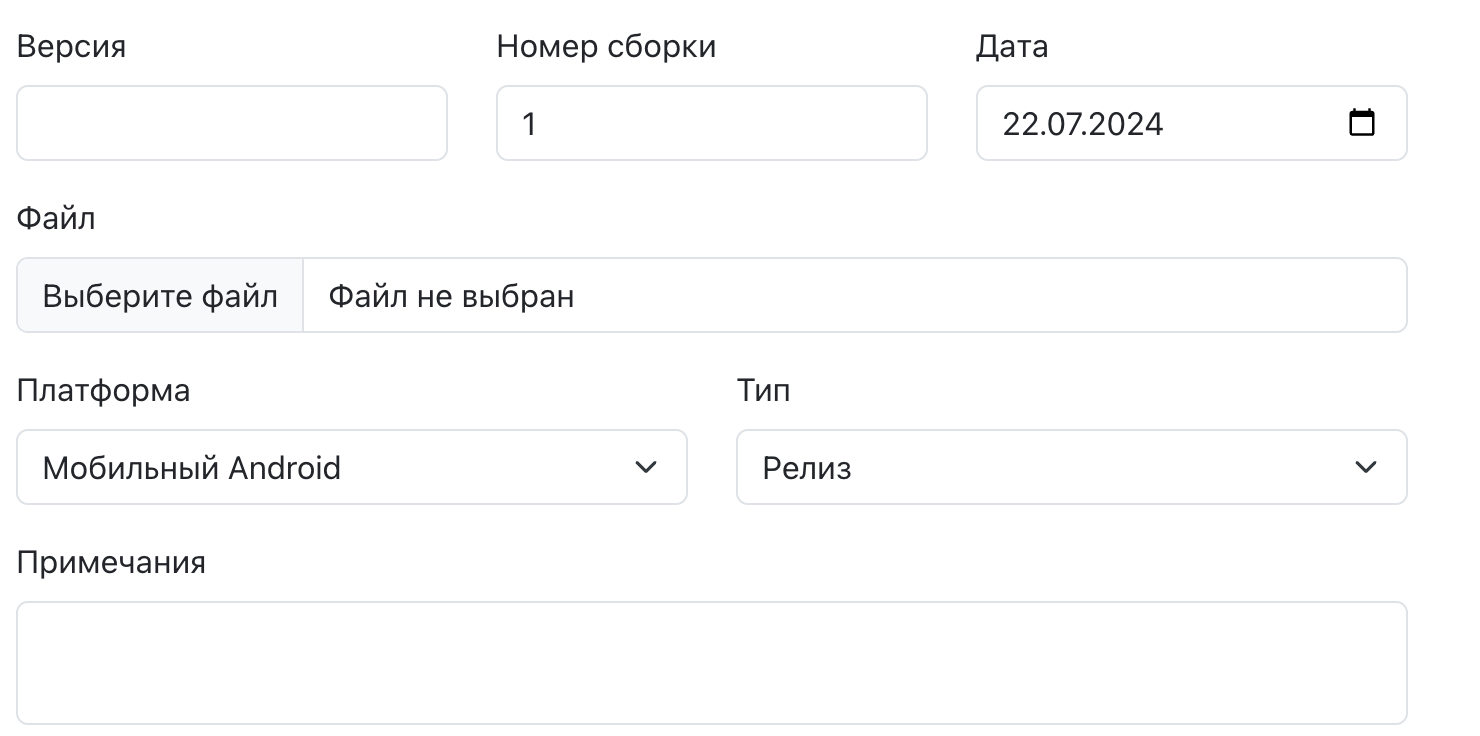 Версия Номер сборки Дата
1 22.07.2024
Файл
Выберите файл Файл не выбран
Платформа Тип
Мобильный Android Релиз
Примечания